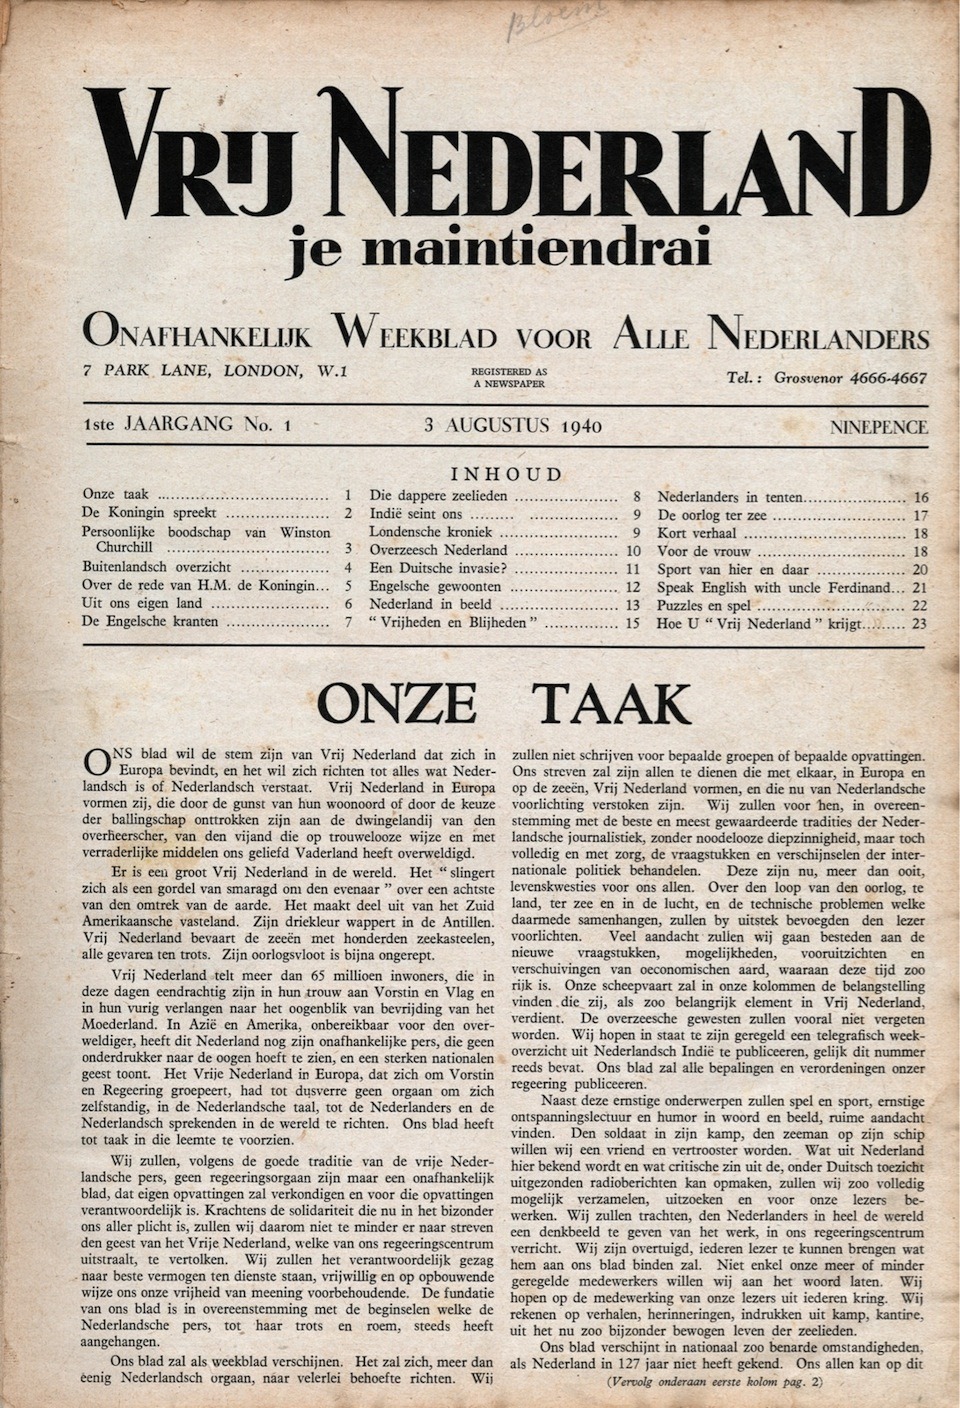 Bloem
VRIJ NEDERLAND
je maintiendrai
ONAFHANKELIJK WEEKBLAD VOOR ALLE NEDERLANDERS
7 PARK LANE, LONDON, W.1
REGISTERED AS
A NEWSPAPER
Tel.: Grosvenor 4666-4667
1ste JAARGANG No. 1
3 AUGUSTUS 1940
NINEPENCE
INHOUD
Onze taak .................................. 1
De Koningin spreekt ..................... 2
Persoonlijke boodschap van Winston
Churchill ................................ 3
Buitenlandsch overzicht .................. 4
Over de rede van H.M. de Koningin... 5
Uit ons eigen land ........................ 6
De Engelsche kranten ..................... 7
Die dappere zeelieden ..................... 8
Indië seint ons ......... .................. 9
Londensche kroniek ........................ 9
Overzeesch Nederland ..................... 10
Een Duitsche invasie? ..................... 11
Engelsche gewoonten ..................... 12
Nederland in beeld ........................ 13
" Vrijheden en Blijheden " ............... 15
Nederlanders in tenten..................... 16
De oorlog ter zee ........................... 17
Kort verhaal ................................. 18
Voor de vrouw .............................. 18
Sport van hier en daar ..................... 20
Speak English with uncle Ferdinand... 21
Puzzles en spel .............................. 22
Hoe U " Vrij Nederland " krijgt......... 23
ONZE TAAK
ONS blad wil de stem zijn van Vrij Nederland dat zich in
Europa bevindt, en het wil zich richten tot alles wat Neder-
landsch is of Nederlandsch verstaat. Vrij Nederland in Europa
vormen zij, die door de gunst van hun woonoord of door de keuze
der ballingschap onttrokken zijn aan de dwingelandij van den
overheerscher, van den vijand die op trouwelooze wijze en met
verraderlijke middelen ons geliefd Vaderland heeft overweldigd.
Er is een groot Vrij Nederland in de wereld. Het " slingert
zich als een gordel van smaragd om den evenaar " over een achtste
van den omtrek van de aarde. Het maakt deel uit van het Zuid
Amerikaansche vasteland. Zijn driekleur wappert in de Antillen.
Vrij Nederland bevaart de zeeën met honderden zeekasteelen,
alle gevaren ten trots. Zijn oorlogsvloot is bijna ongerept.
Vrij Nederland telt meer dan 65 millioen inwoners, die in
deze dagen eendrachtig zijn in hun trouw aan Vorstin en Vlag en
in hun vurig verlangen naar het oogenblik van bevrijding van het
Moederland. In Azië en Amerika, onbereikbaar voor den over-
weldiger, heeft dit Nederland nog zijn onafhankelijke pers, die geen
onderdrukker naar de oogen hoeft te zien, en een sterken nationalen
geest toont. Het Vrije Nederland in Europa, dat zich om Vorstin
en Regeering groepeert, had tot dusverre geen orgaan om zich
zelfstandig, in de Nederlandsche taal, tot de Nederlanders en de
Nederlandsch sprekenden in de wereld te richten. Ons blad heeft
tot taak in die leemte te voorzien.
Wij zullen, volgens de goede traditie van de vrije Neder-
landsche pers, geen regeeringsorgaan zijn maar een onafhankelijk
blad, dat eigen opvattingen zal verkondigen en voor die opvattingen
verantwoordelijk is. Krachtens de solidariteit die nu in het bizonder
ons aller plicht is, zullen wij daarom niet te minder er naar streven
den geest van het Vrije Nederland, welke van ons regeeringscentrum
uitstraalt, te vertolken. Wij zullen het verantwoordelijk gezag
naar beste vermogen ten dienste staan, vrijwillig en op opbouwende
wijze ons onze vrijheid van meening voorbehoudende. De fundatie
van ons blad is in overeenstemming met de beginselen welke de
Nederlandsche pers, tot haar trots en roem, steeds heeft
aangehangen.
Ons blad zal als weekblad verschijnen. Het zal zich, meer dan
eenig Nederlandsch orgaan, naar velerlei behoefte richten. Wij
zullen niet schrijven voor bepaalde groepen of bepaalde opvattingen.
Ons streven zal zijn allen te dienen die met elkaar, in Europa en
op de zeeën, Vrij Nederland vormen, en die nu van Nederlandsche
voorlichting verstoken zijn. Wij zullen voor hen, in overeen-
stemming met de beste en meest gewaardeerde tradities der Neder-
landsche journalistiek, zonder noodelooze diepzinnigheid, maar toch
volledig en met zorg, de vraagstukken en verschijnselen der inter-
nationale politiek behandelen. Deze zijn nu, meer dan ooit,
levenskwesties voor ons allen. Over den loop van den oorlog, te
land, ter zee en in de lucht, en de technische problemen welke
daarmede samenhangen, zullen bij uitstek bevoegden den lezer
voorlichten. Veel aandacht zullen wij gaan besteden aan de
nieuwe vraagstukken, mogelijkheden, vooruitzichten en
verschuivingen van oeconomischen aard, waaraan deze tijd zoo
rijk is. Onze scheepvaart zal in onze kolommen de belangstelling
vinden die zij, als zoo belangrijk element in Vrij Nederland,
verdient. De overzeesche gewesten zullen vooral niet vergeten
worden. Wij hopen in staat te zijn geregeld een telegrafisch week-
overzicht uit Nederlandsch Indië te publiceeren, gelijk dit nummer
reeds bevat. Ons blad zal alle bepalingen en verordeningen onzer
regeering publiceeren.
Naast deze ernstige onderwerpen zullen spel en sport, ernstige
ontspanningslectuur en humor in woord en beeld, ruime aandacht
vinden. Den soldaat in zijn kamp, den zeeman op zijn schip
willen wij een vriend en vertrooster worden. Wat uit Nederland
hier bekend wordt en wat critische zin uit de, onder Duitsch toezicht
uitgezonden radioberichten kan opmaken, zullen wij zoo volledig
mogelijk verzamelen, uitzoeken en voor onze lezers be-
werken. Wij zullen trachten, den Nederlanders in heel de wereld
een denkbeeld te geven van het werk, in ons regeeringscentrum
verricht. Wij zijn overtuigd, iederen lezer te kunnen brengen wat
hem aan ons blad binden zal. Niet enkel onze meer of minder
geregelde medewerkers willen wij aan het woord laten. Wij
hopen op de medewerking van onze lezers uit iederen kring. Wij
rekenen op verhalen, herinneringen, indrukken uit kamp, kantine,
uit het nu zoo bijzonder bewogen leven der zeelieden.
Ons blad verschijnt in nationaal zoo benarde omstandigheden,
als Nederland in 127 jaar niet heeft gekend. Ons allen kan op dit
(Vervolg onderaan eerste kolom pag. 2)